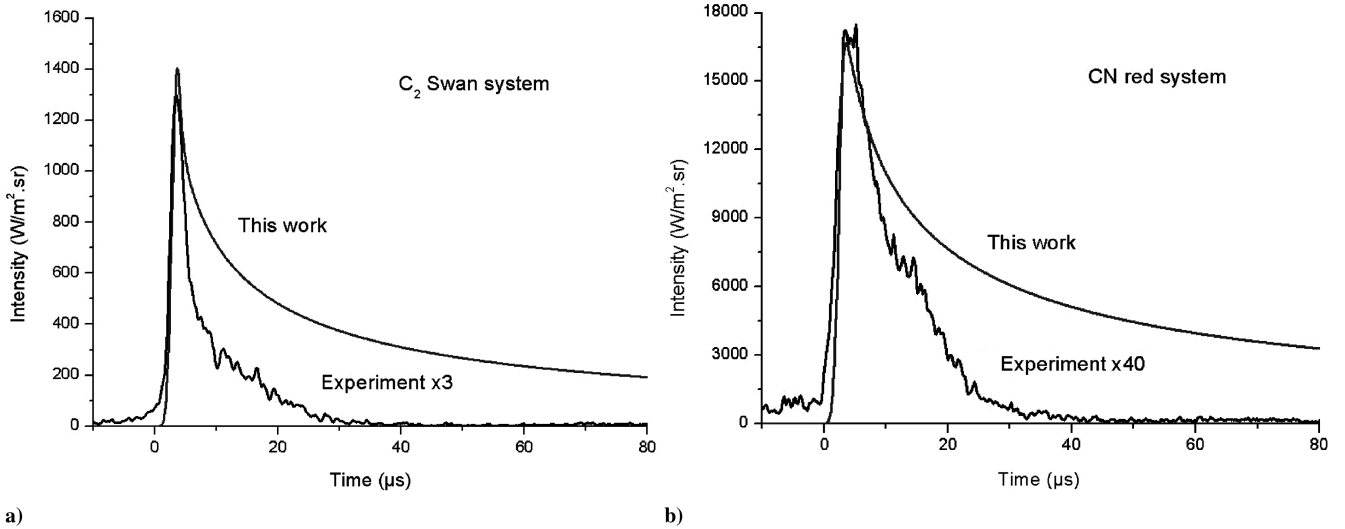 1600
1400
1200
1000
800
600
400
200
0
Intensity (W/m².sr)
C₂ Swan system
This work
Experiment x3
0 20 40 60 80
Time (µs)
a)
18000
15000
12000
9000
6000
3000
0
Intensity (W/m².sr)
CN red system
This work
Experiment x40
0 20 40 60 80
Time (µs)
b)